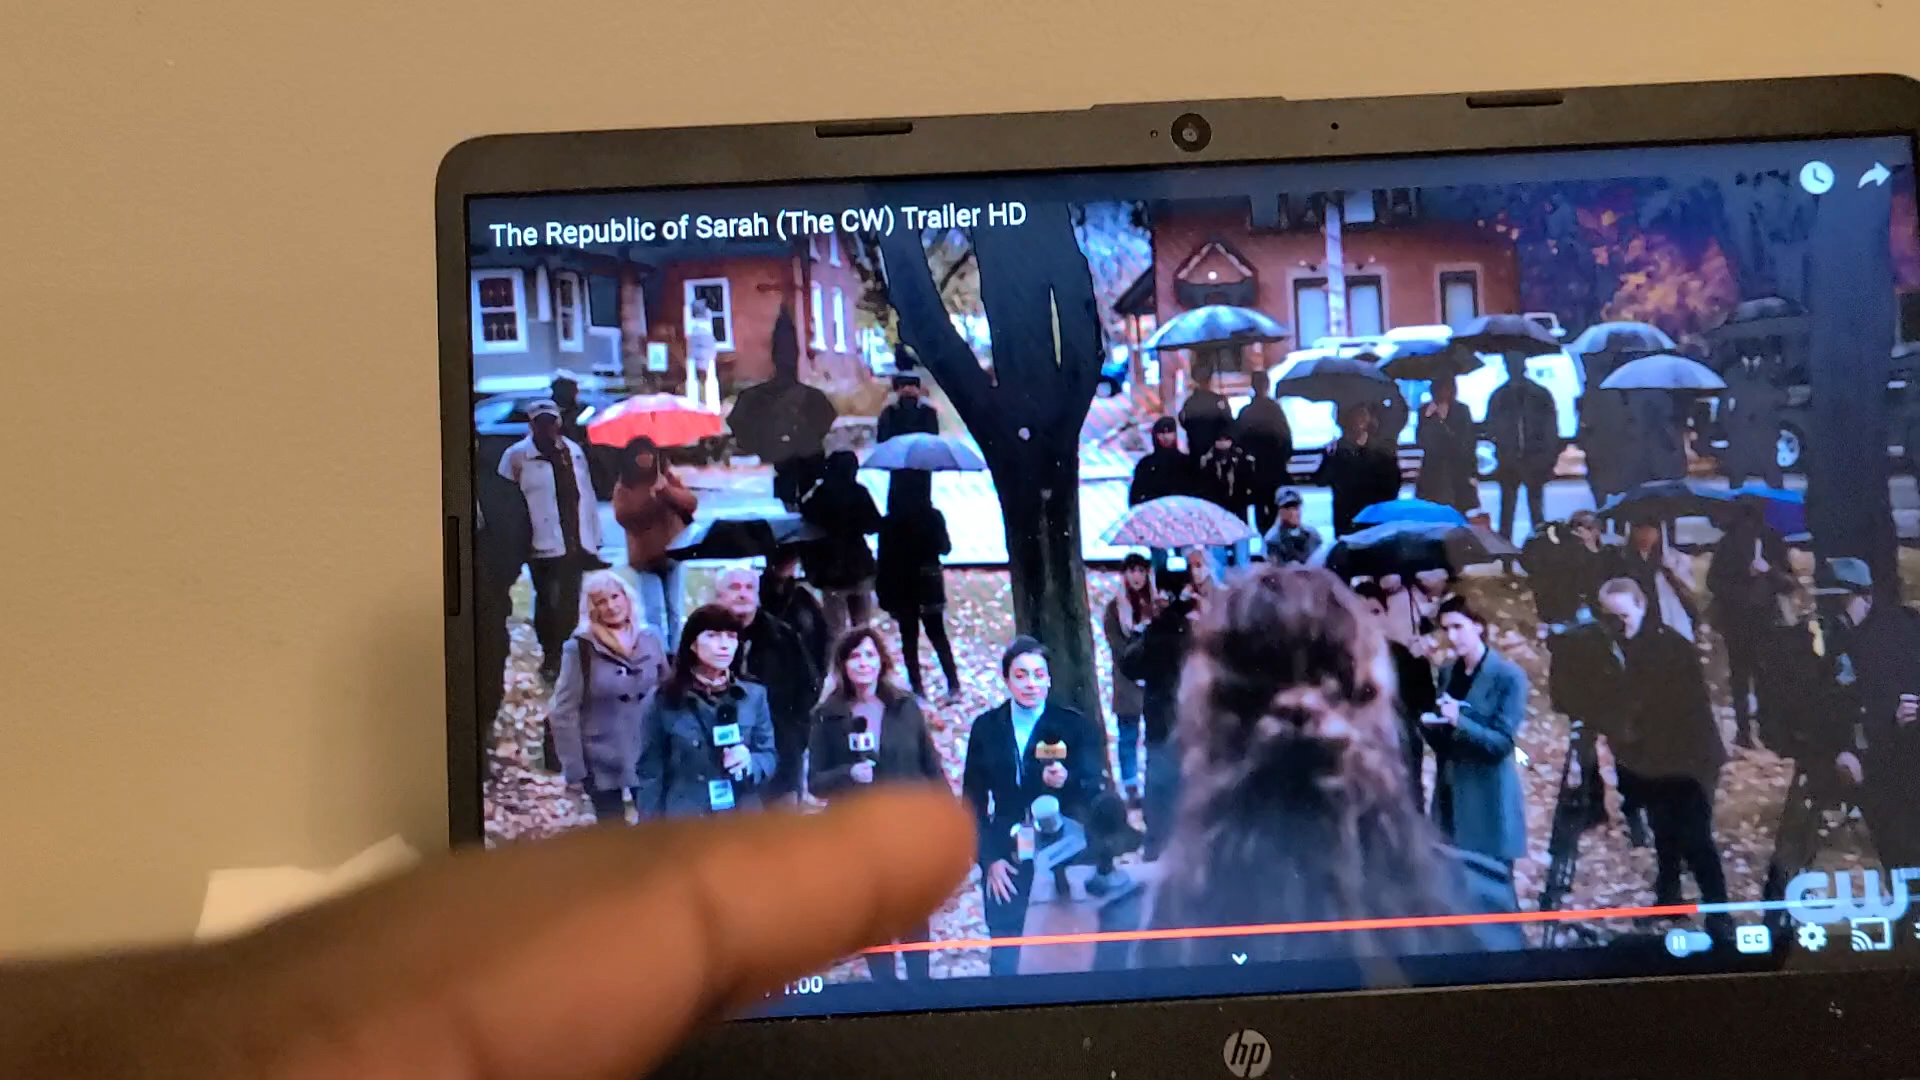 The Republic of Sarah (The CW) Trailer HD
CW
1:00
CC
hp